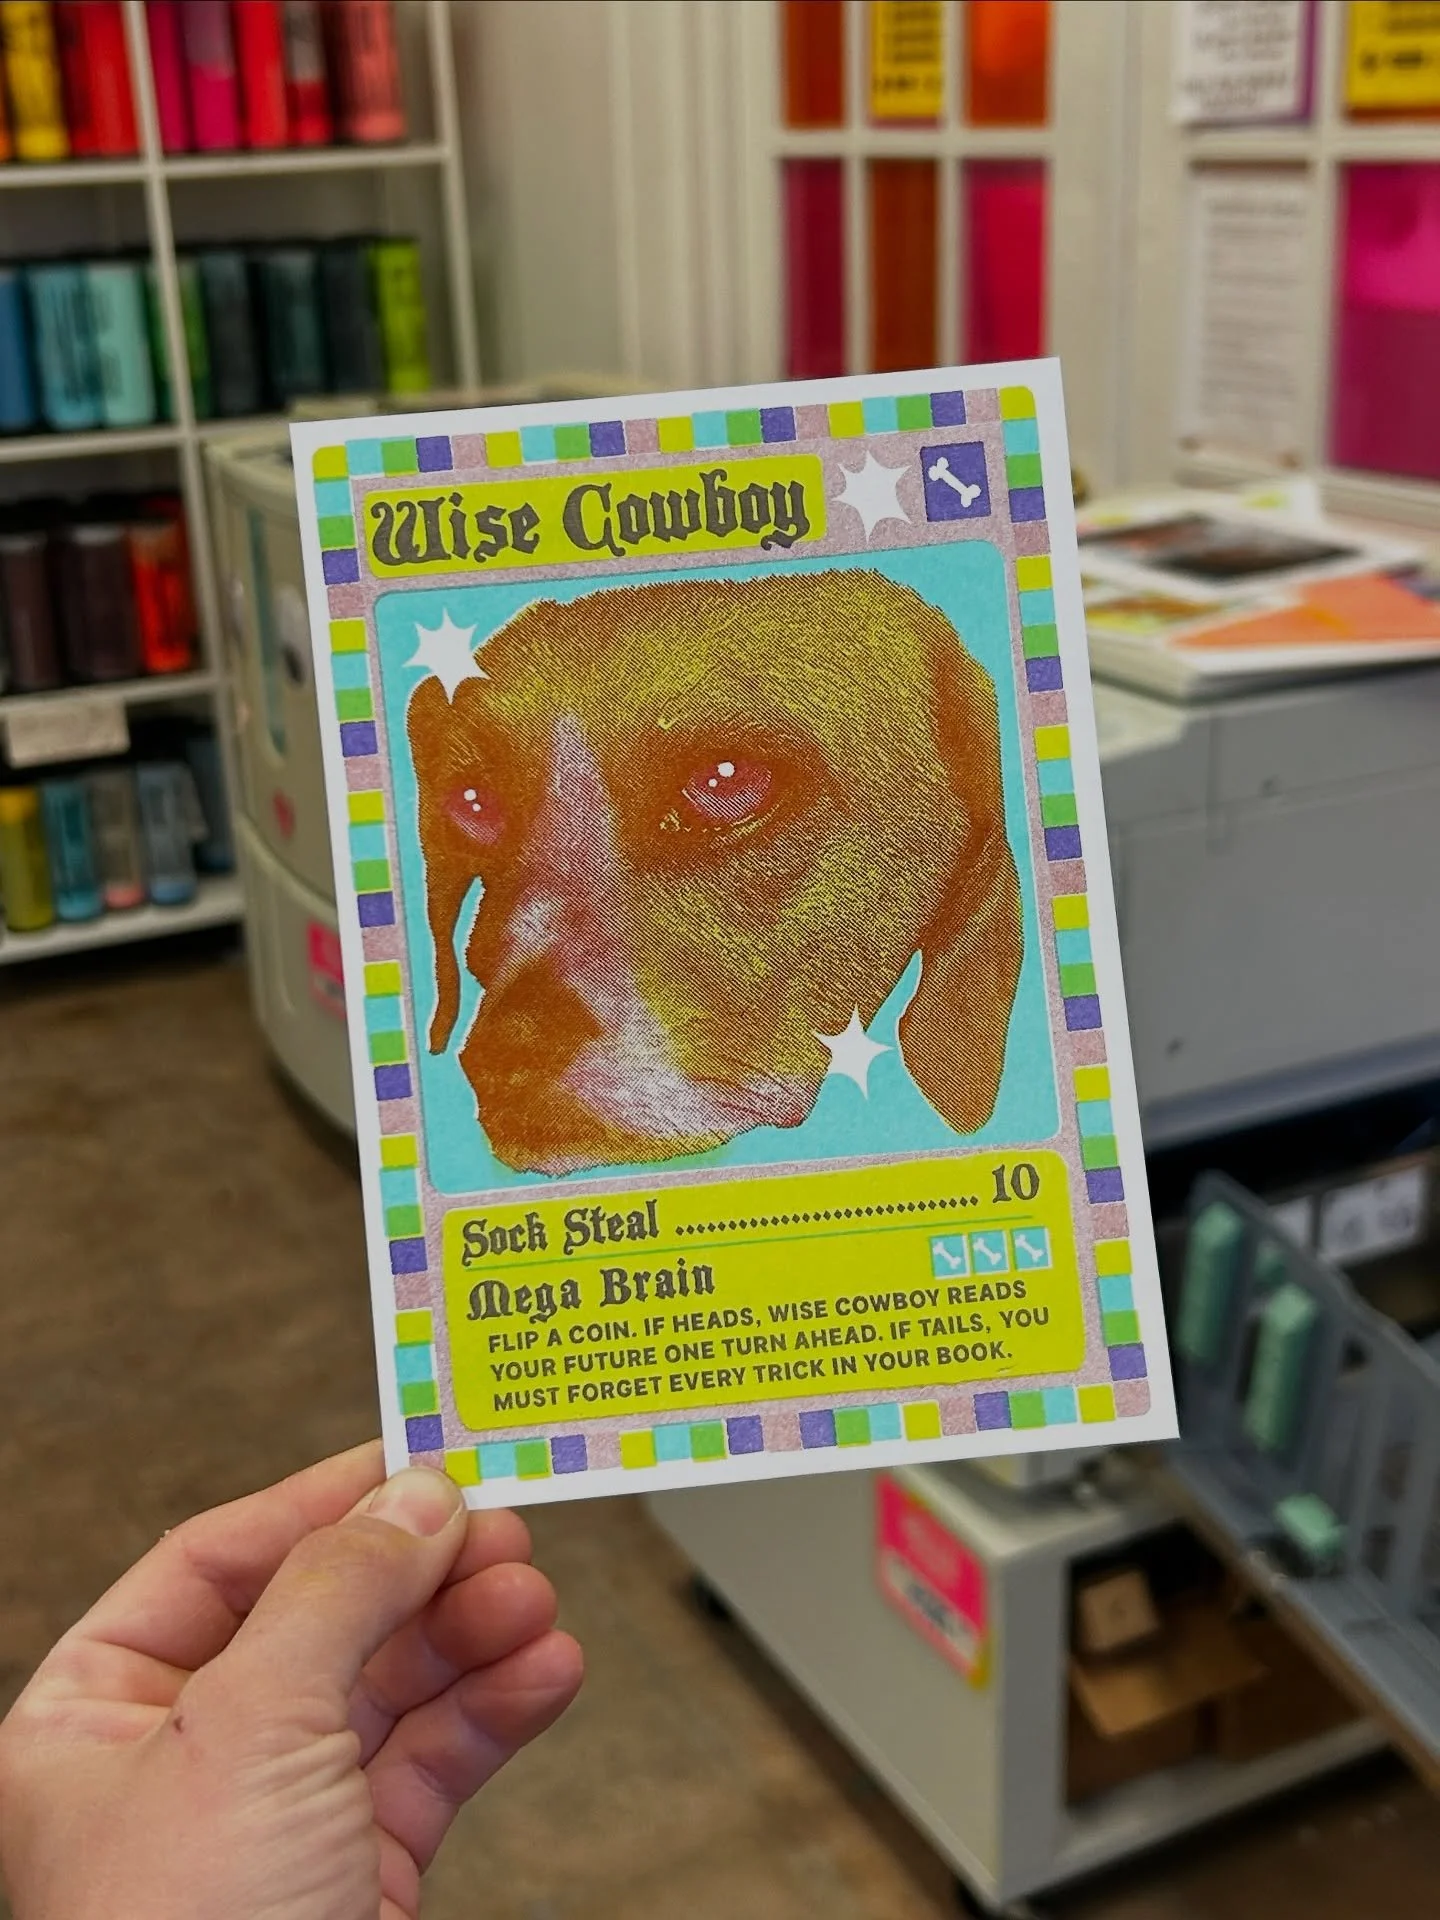 Wise Cowboy
Sock Steal ........................................ 10
Mega Brain
FLIP A COIN. IF HEADS, WISE COWBOY READS
YOUR FUTURE ONE TURN AHEAD. IF TAILS, YOU
MUST FORGET EVERY TRICK IN YOUR BOOK.